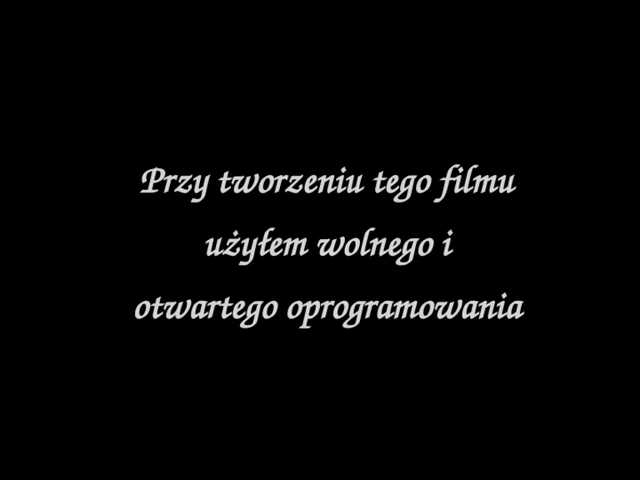 Przy tworzeniu tego filmu
użyłem wolnego i
otwartego oprogramowania